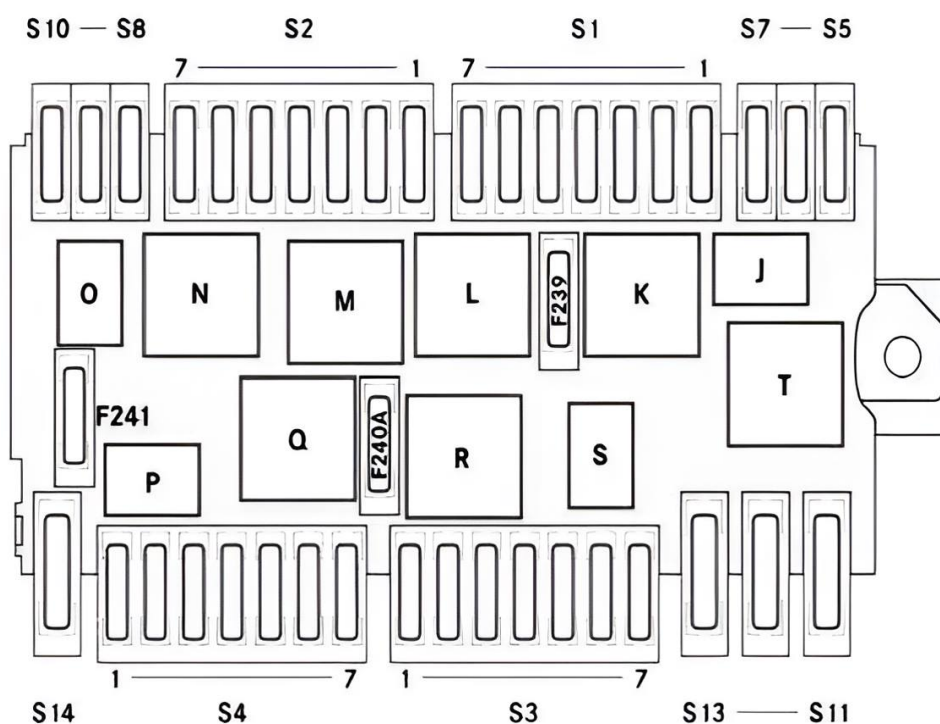 S10 — S8 S2 S1 S7 — S5
7 — 1 7 — 1
F239
O N M L K J
T
F241 Q F240A R S
P
1 — 7 1 — 7
S14 S4 S3 S13 — S11